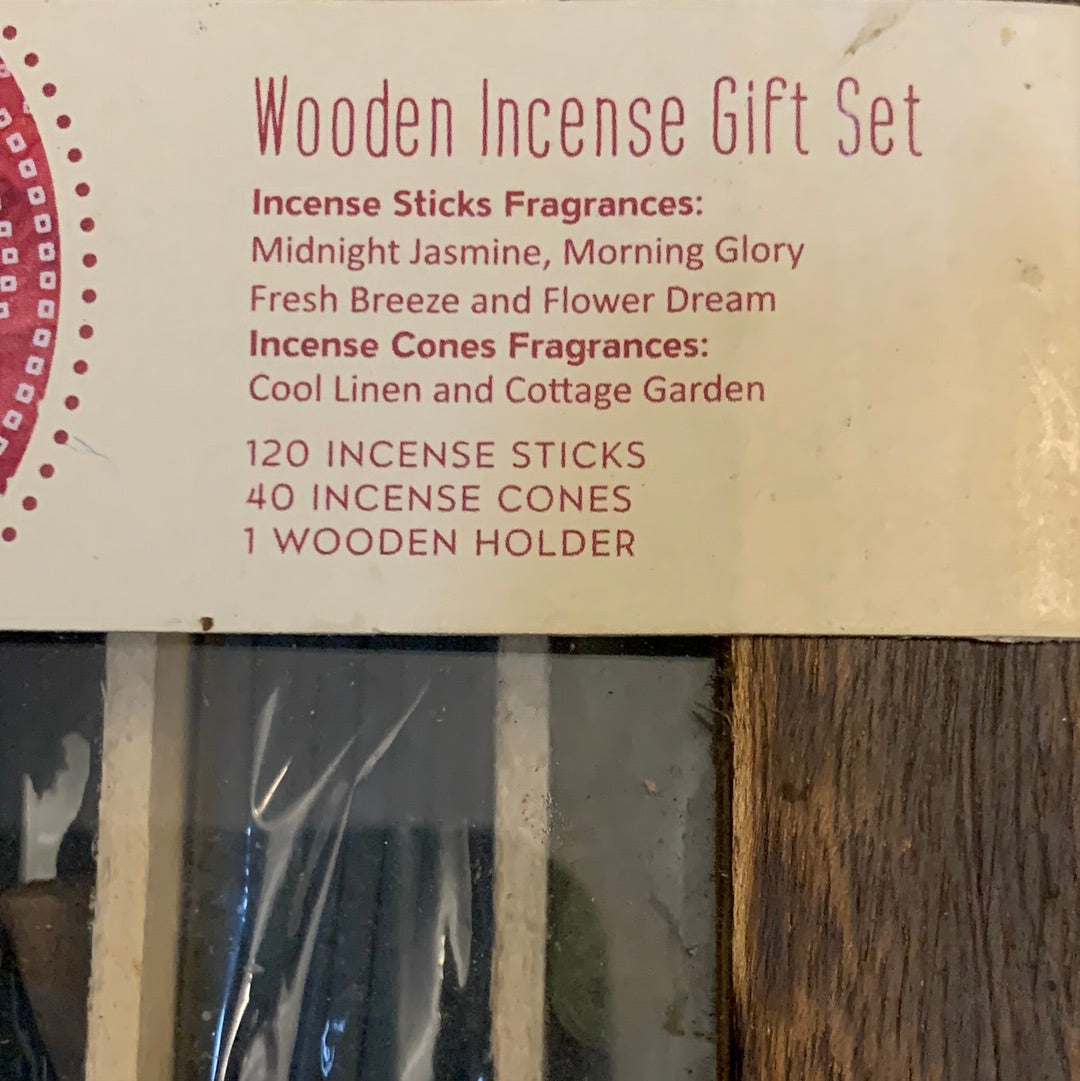 Wooden Incense Gift Set
Incense Sticks Fragrances:
Midnight Jasmine, Morning Glory
Fresh Breeze and Flower Dream
Incense Cones Fragrances:
Cool Linen and Cottage Garden
120 INCENSE STICKS
40 INCENSE CONES
1 WOODEN HOLDER